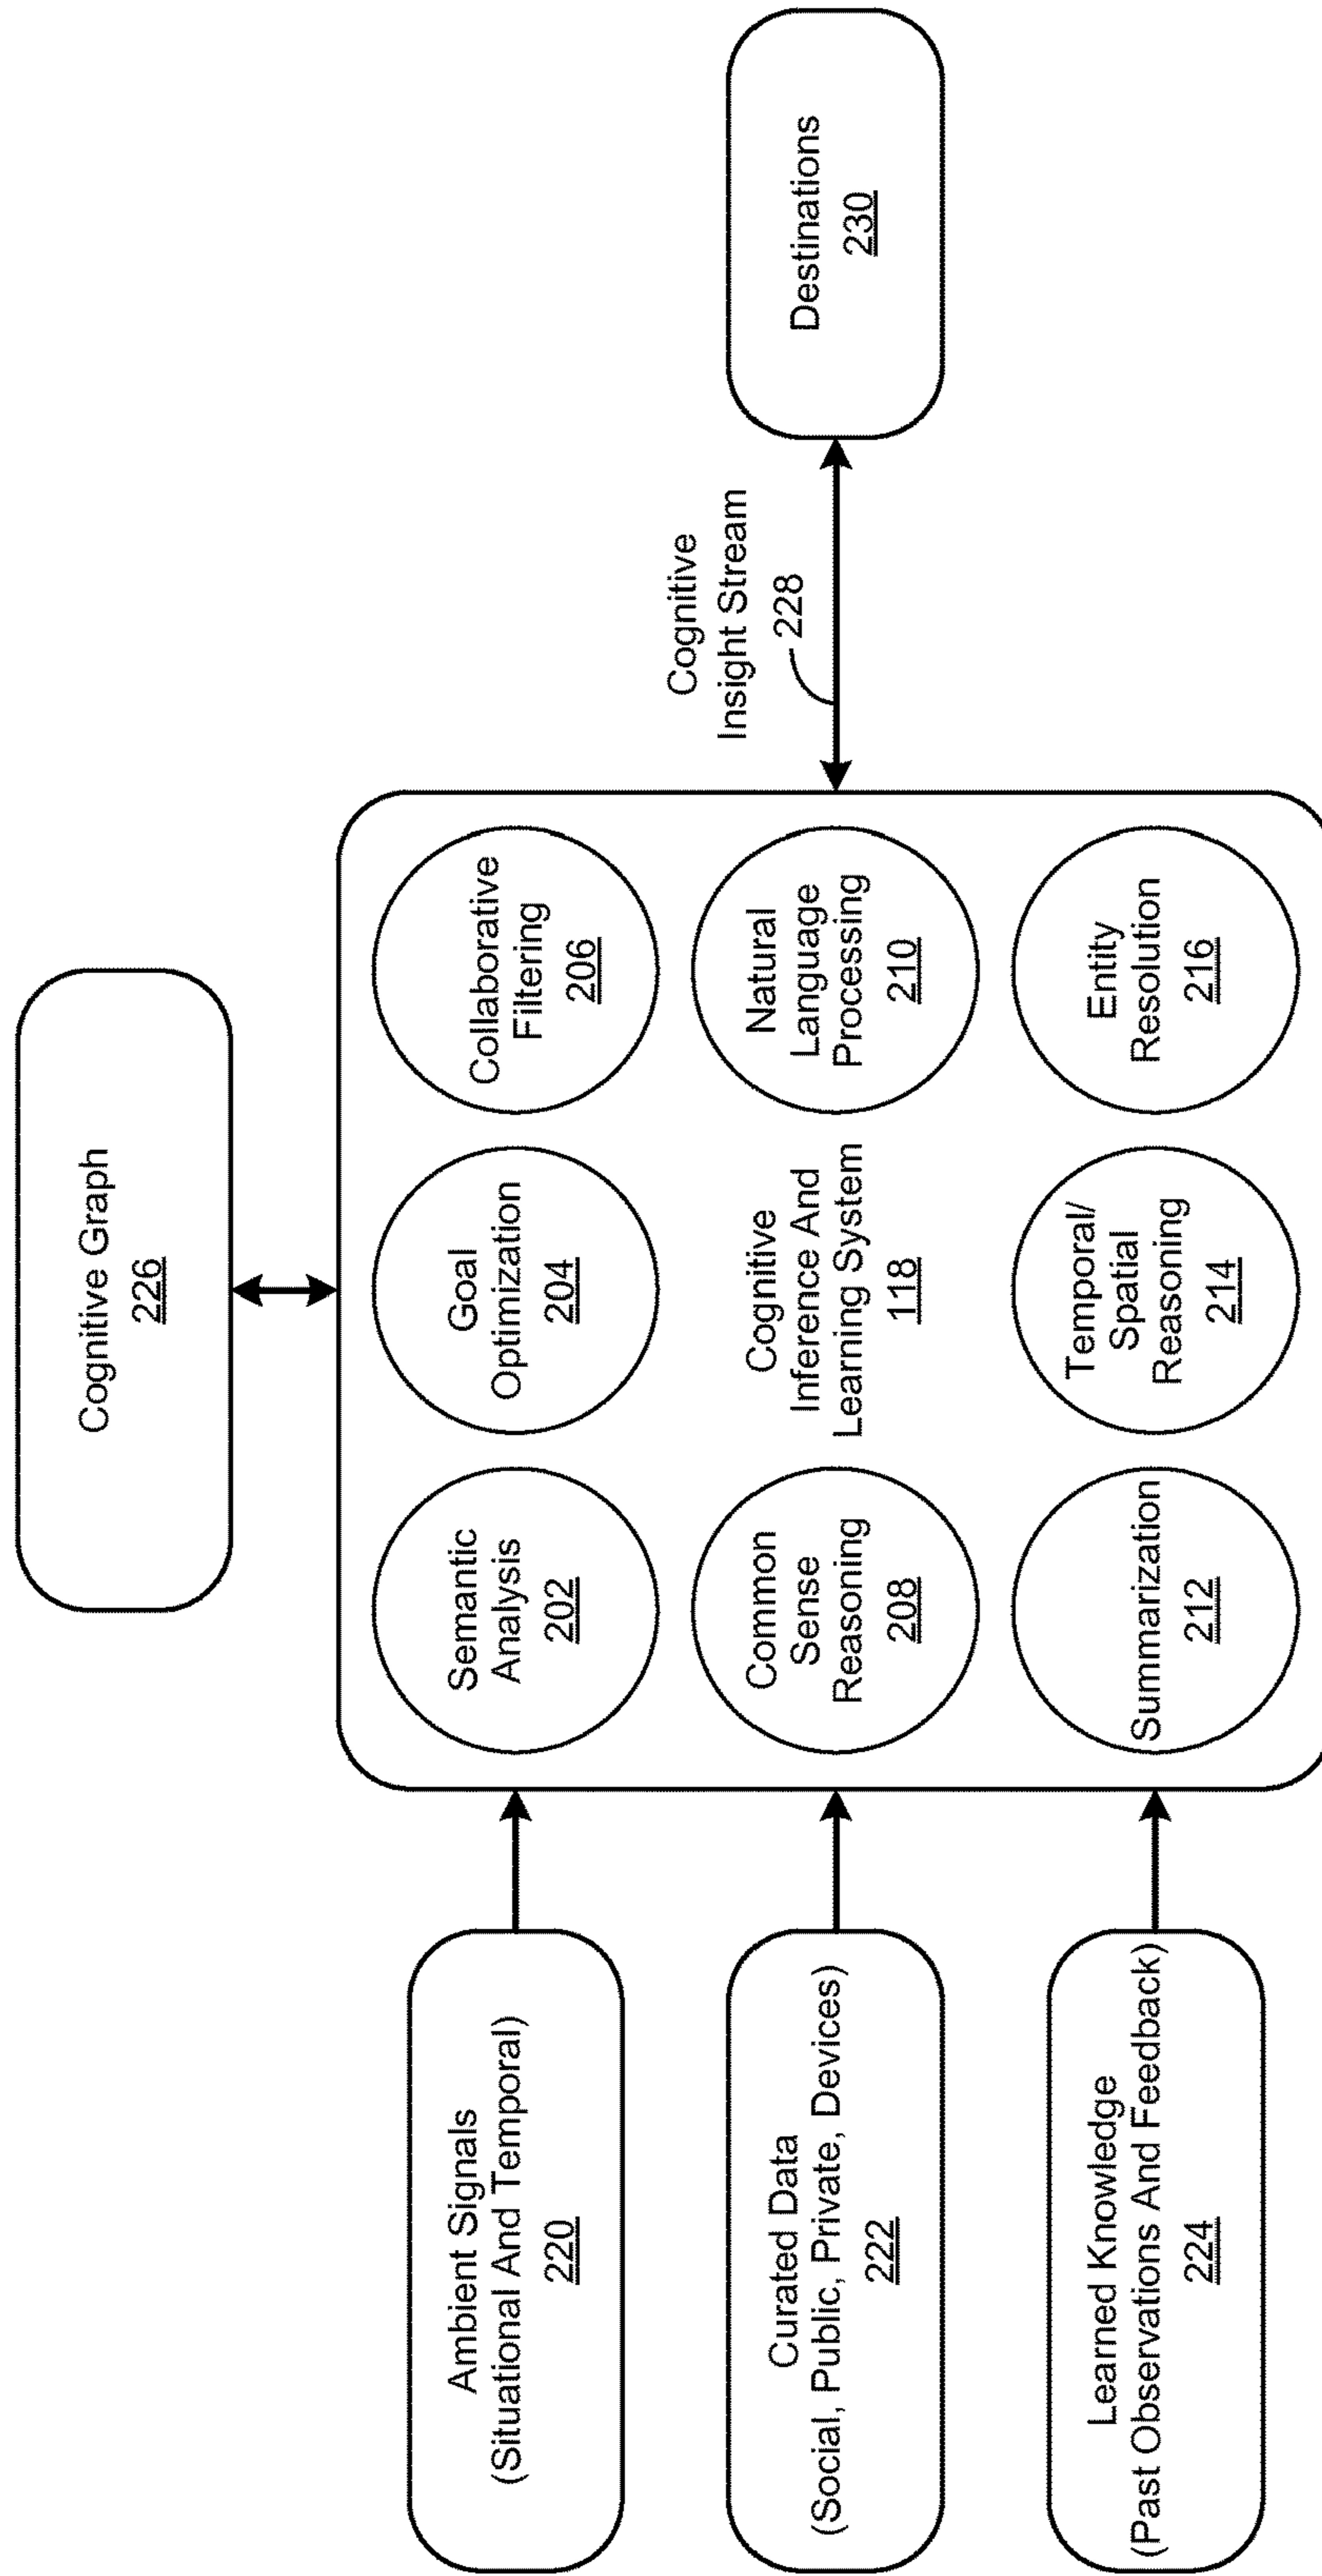 Cognitive Graph
226
Ambient Signals
(Situational And Temporal)
220
Curated Data
(Social, Public, Private, Devices)
222
Learned Knowledge
(Past Observations And Feedback)
224
Semantic
Analysis
202
Goal
Optimization
204
Collaborative
Filtering
206
Common
Sense
Reasoning
208
Cognitive
Inference And
Learning System
118
Natural
Language
Processing
210
Summarization
212
Temporal/
Spatial
Reasoning
214
Entity
Resolution
216
Cognitive
Insight Stream
228
Destinations
230